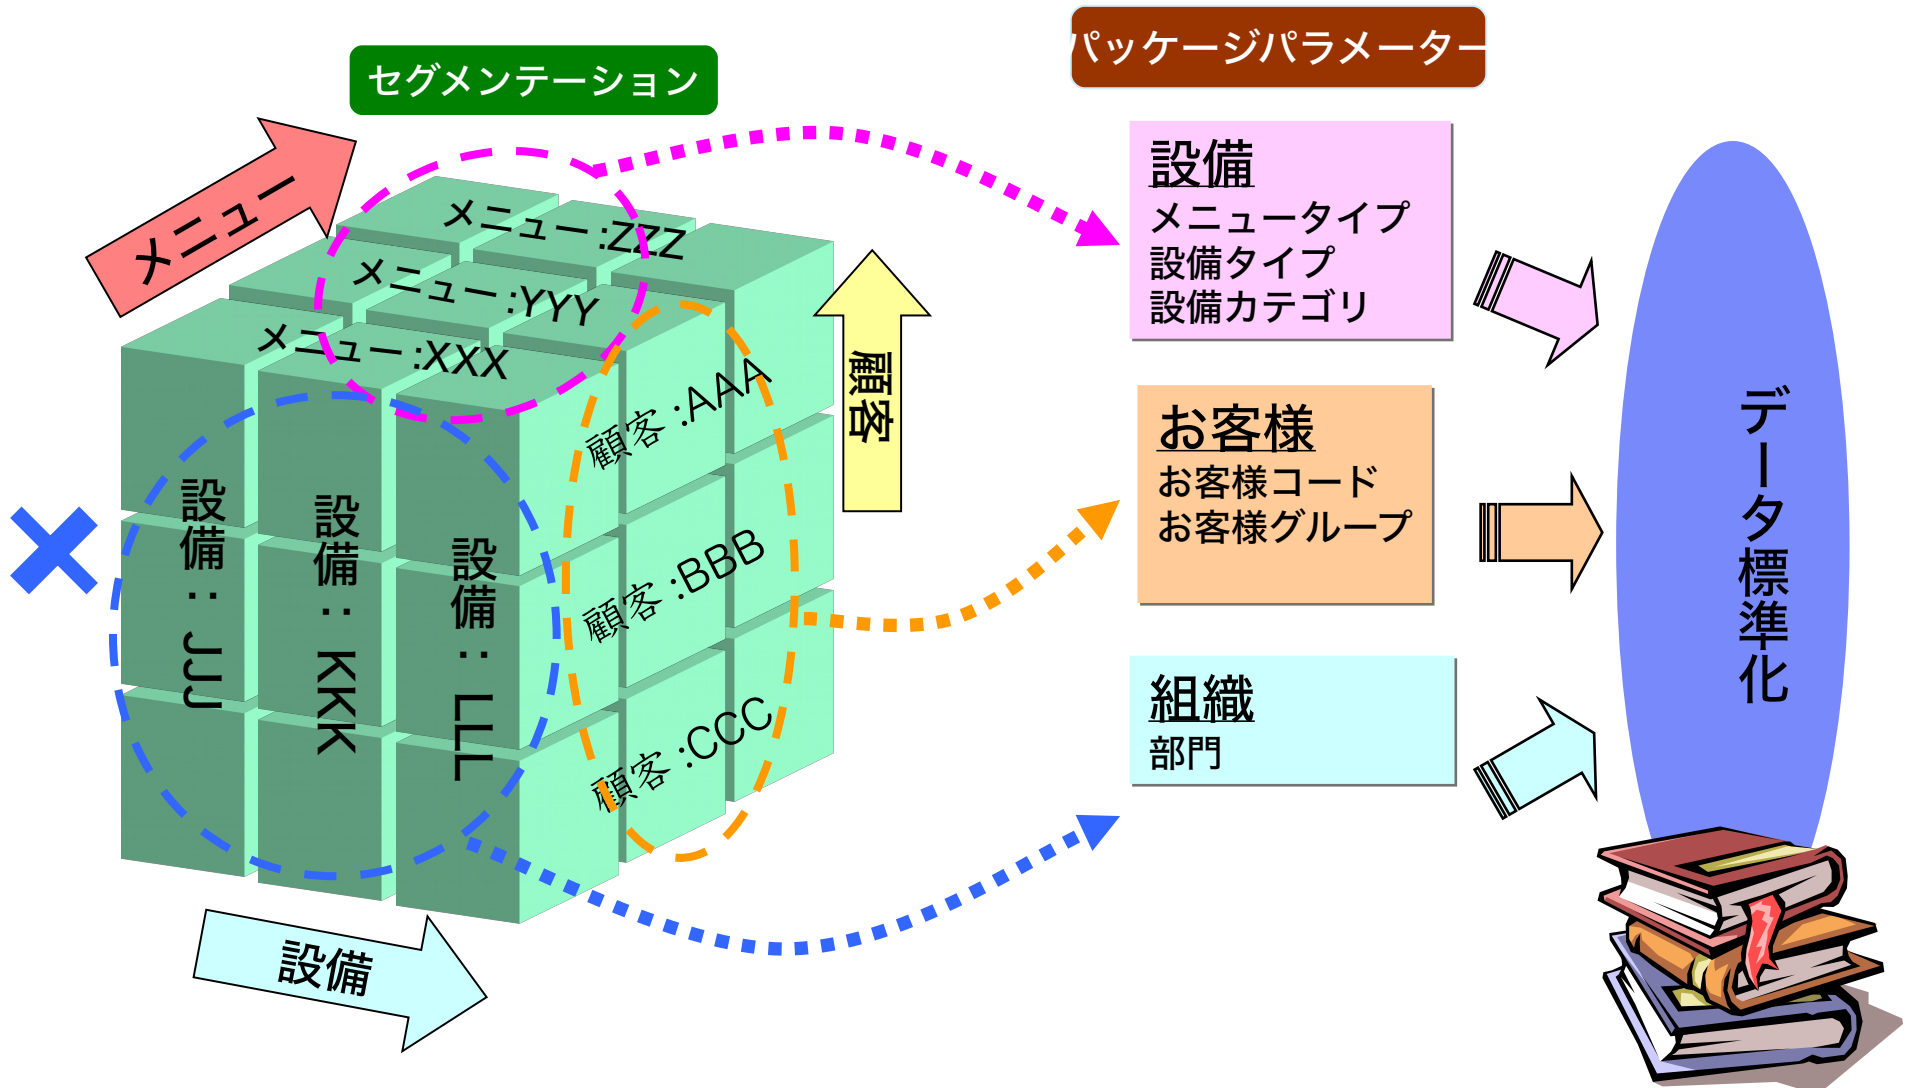 セグメンテーション
パッケージパラメーター
メニュー
メニュー:ZZZ
メニュー:YYY
メニュー:XXX
顧客
顧客:AAA
顧客:BBB
顧客:CCC
設備：JJJ
設備：KKK
設備：LLL
設備
設備
メニュータイプ
設備タイプ
設備カテゴリ
お客様
お客様コード
お客様グループ
組織
部門
データ標準化